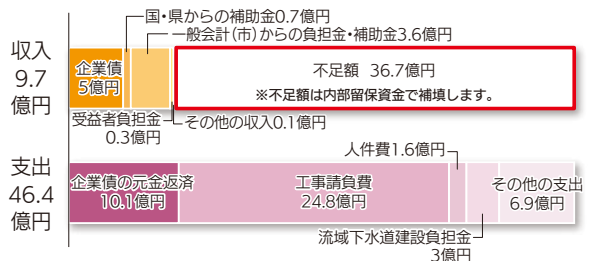 国・県からの補助金0.7億円
一般会計(市)からの負担金・補助金3.6億円
収入
9.7
億円
企業債
5億円
不足額 36.7億円
※不足額は内部留保資金で補填します。
受益者負担金
0.3億円
その他の収入0.1億円
人件費1.6億円
支出
46.4
億円
企業債の元金返済
10.1億円
工事請負費
24.8億円
その他の支出
6.9億円
流域下水道建設負担金
3億円